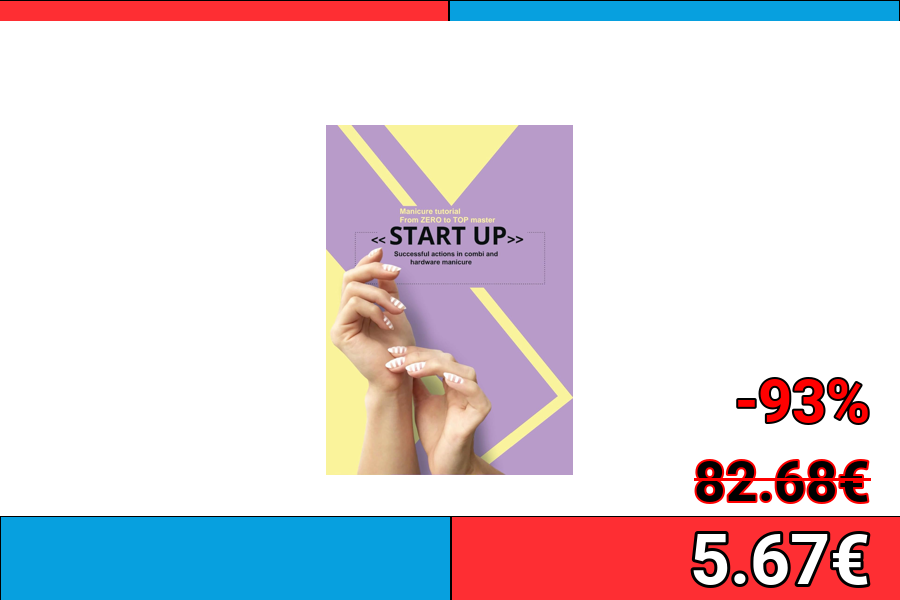 Manicure tutorial
From ZERO to TOP master
<< START UP>>
Successful actions in combi and
hardware manicure
-93%
82.68€
5.67€